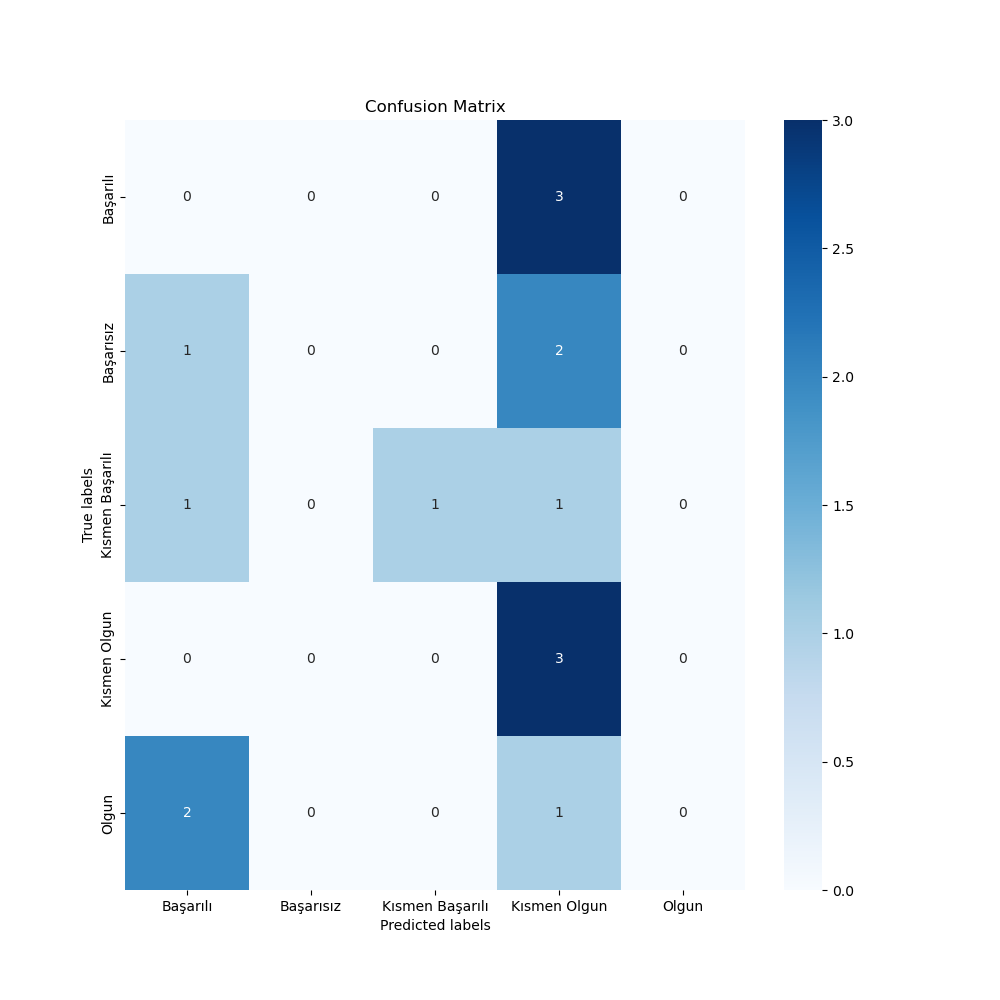 Confusion Matrix
True labels
Başarılı
0 0 0 3 0
Başarısız
1 0 0 2 0
Kısmen Başarılı
1 0 1 1 0
Kısmen Olgun
0 0 0 3 0
Olgun
2 0 0 1 0
Başarılı Başarısız Kısmen Başarılı Kısmen Olgun Olgun
Predicted labels
3.0
2.5
2.0
1.5
1.0
0.5
0.0